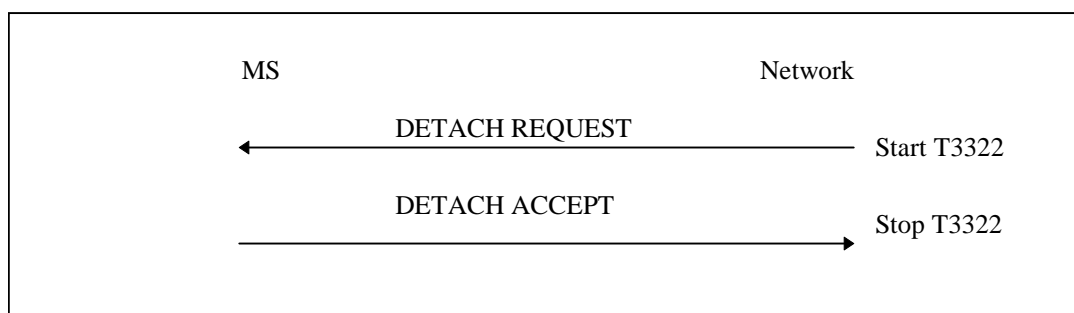 MS
Network
DETACH REQUEST
Start T3322
DETACH ACCEPT
Stop T3322